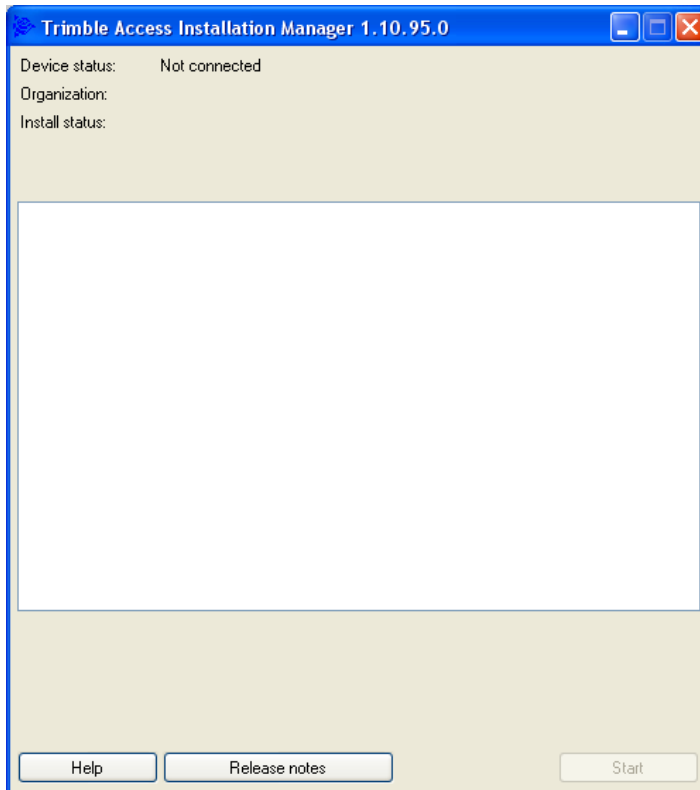 Trimble Access Installation Manager 1.10.95.0
Device status: Not connected
Organization:
Install status:
Help Release notes Start